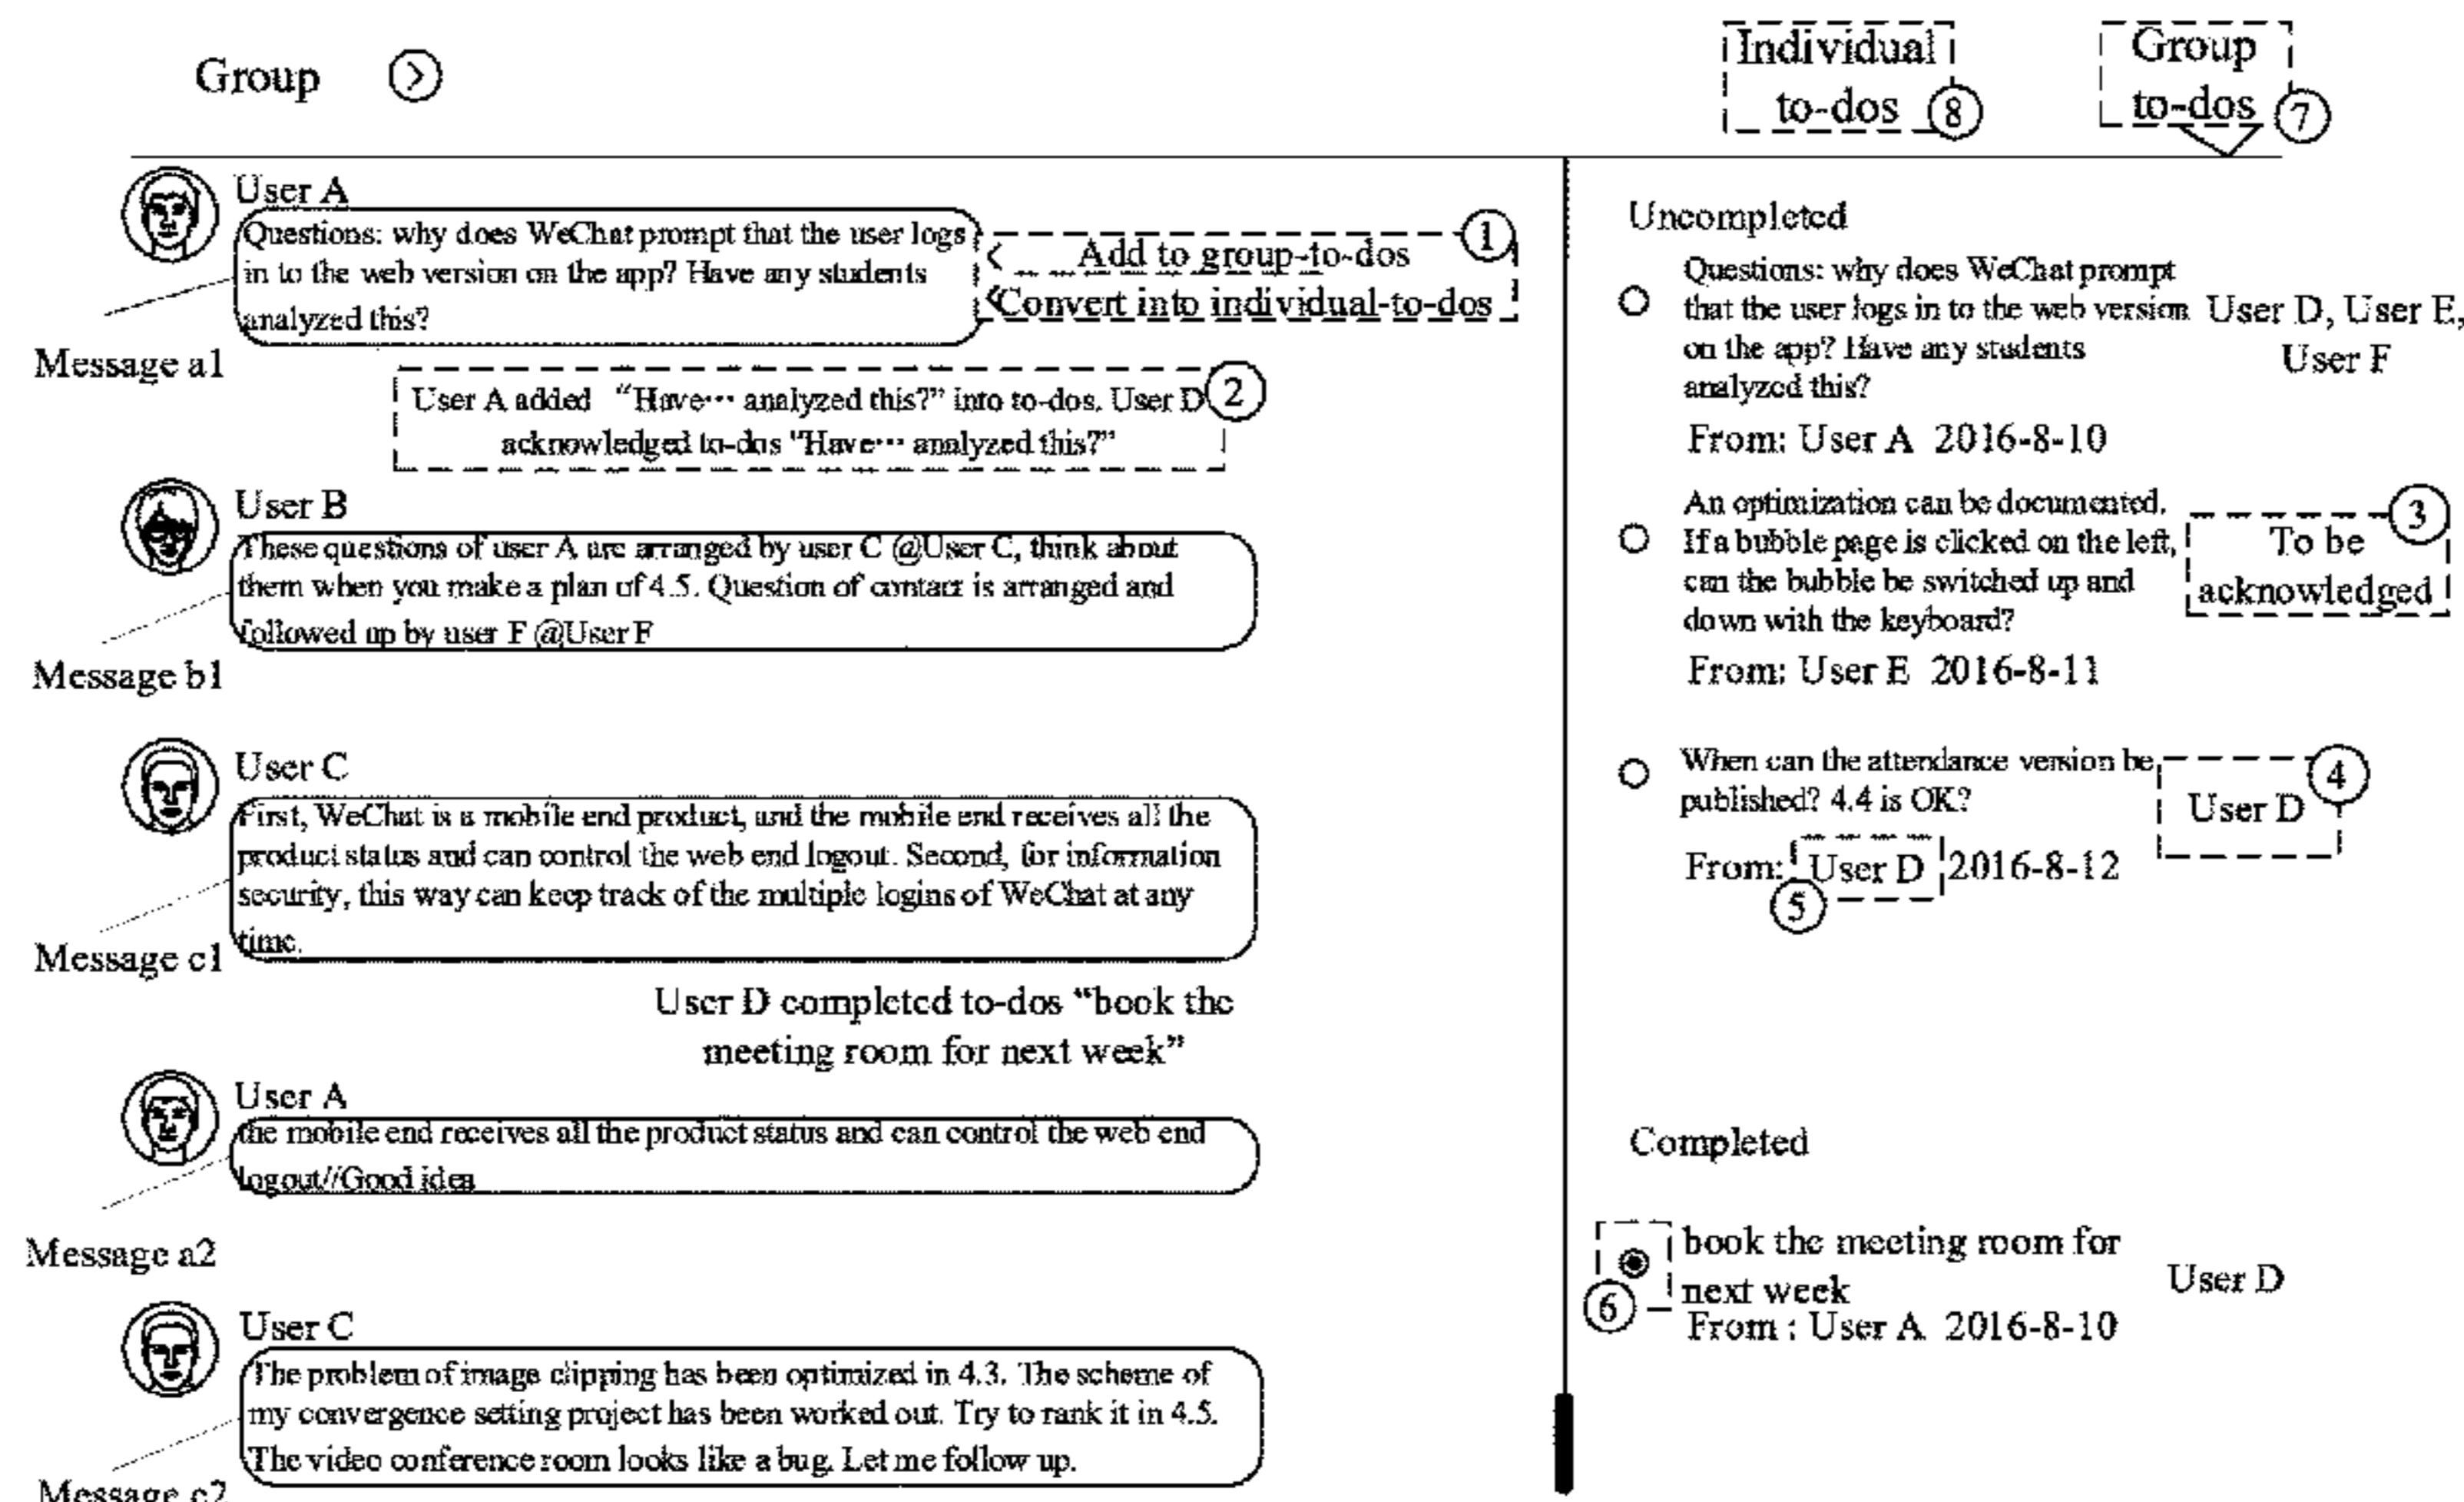 Group >
Individual
to-dos 8
Group
to-dos 7
User A
Questions: why does WeChat prompt that the user logs
in to the web version on the app? Have any students
analyzed this?
Message a1
1
Add to group-to-dos
Convert into individual-to-dos
User A added “Have··· analyzed this?” into to-dos. User D
acknowledged to-dos “Have··· analyzed this?”
2
User B
These questions of user A are arranged by user C @User C, think about
them when you make a plan of 4.5. Question of contact is arranged and
followed up by user F @User F
Message b1
User C
First, WeChat is a mobile end product, and the mobile end receives all the
product status and can control the web end logout. Second, for information
security, this way can keep track of the multiple logins of WeChat at any
time.
Message c1
User D completed to-dos “book the
meeting room for next week”
User A
the mobile end receives all the product status and can control the web end
logout//Good idea
Message a2
User C
The problem of image clipping has been optimized in 4.3. The scheme of
my convergence setting project has been worked out. Try to rank it in 4.5.
The video conference room looks like a bug. Let me follow up.
Message c2
Uncompleted
Questions: why does WeChat prompt
that the user logs in to the web version
on the app? Have any students
analyzed this?
User D, User E,
User F
From: User A 2016-8-10
An optimization can be documented.
If a bubble page is clicked on the left,
can the bubble be switched up and
down with the keyboard?
3
To be
acknowledged
From: User E 2016-8-11
When can the attendance version be
published? 4.4 is OK?
4
User D
From: User D 2016-8-12
5
Completed
book the meeting room for
next week
6
User D
From : User A 2016-8-10